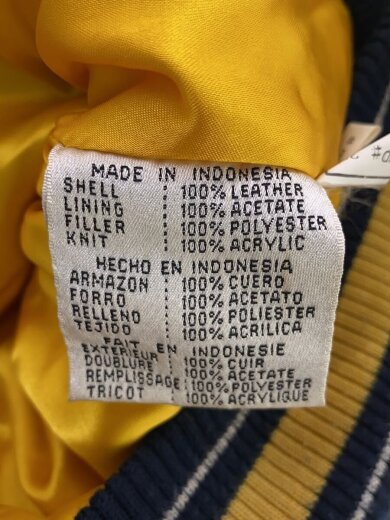 MADE IN INDONESIA
SHELL : 100% LEATHER
LINING : 100% ACETATE
FILLER : 100% POLYESTER
KNIT : 100% ACRYLIC
HECHO EN INDONESIA
ARMAZON : 100% CUERO
FORRO : 100% ACETATO
RELLENO : 100% POLIESTER
TEJIDO : 100% ACRILICA
FAIT EN INDONESIE
EXTERIEUR : 100% CUIR
DOUBLURE : 100% ACETATE
REMPLISSAGE : 100% POLYESTER
TRICOT : 100% ACRYLIQUE